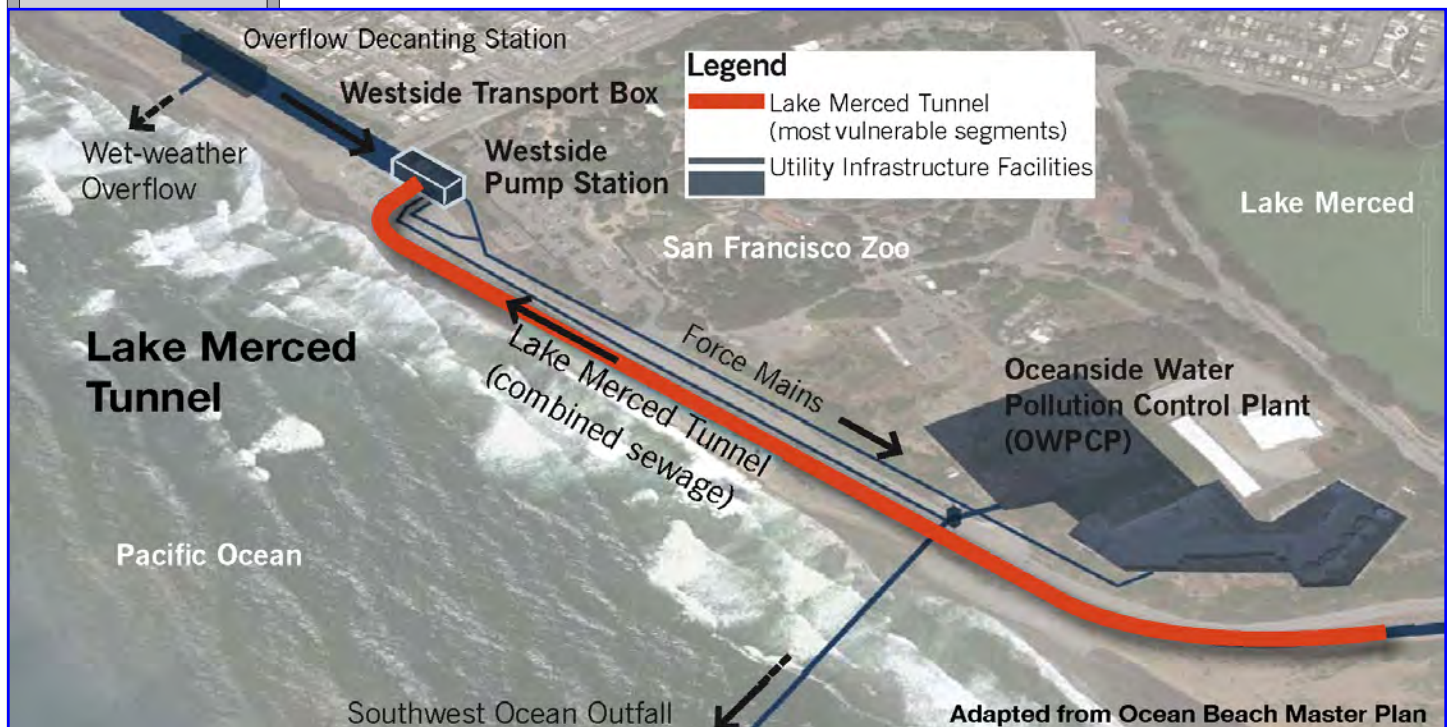 Overflow Decanting Station
Westside Transport Box
Wet-weather
Overflow
Westside
Pump Station
Legend
Lake Merced Tunnel
(most vulnerable segments)
Utility Infrastructure Facilities
Lake Merced
San Francisco Zoo
Lake Merced
Tunnel
Lake Merced Tunnel
(combined sewage)
Force Mains
Oceanside Water
Pollution Control Plant
(OWPCP)
Pacific Ocean
Southwest Ocean Outfall
Adapted from Ocean Beach Master Plan